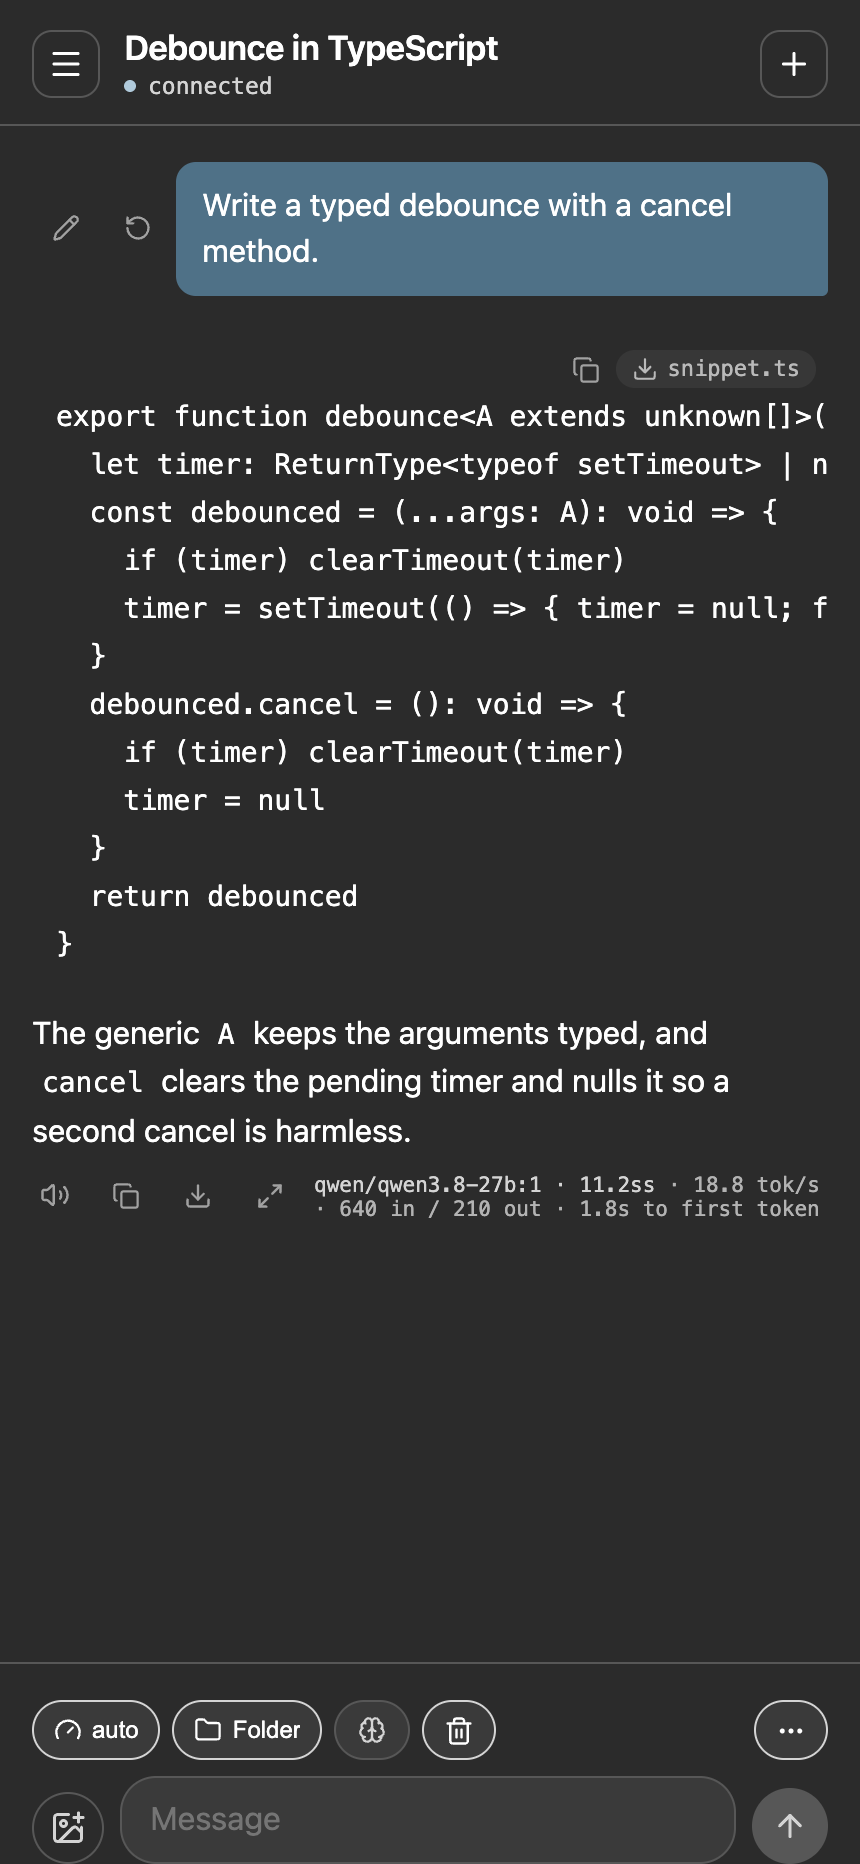 Debounce in TypeScript
connected
Write a typed debounce with a cancel
method.
snippet.ts
export function debounce<A extends unknown[]>(
  let timer: ReturnType<typeof setTimeout> | n
  const debounced = (...args: A): void => {
    if (timer) clearTimeout(timer)
    timer = setTimeout(() => { timer = null; f
  }
  debounced.cancel = (): void => {
    if (timer) clearTimeout(timer)
    timer = null
  }
  return debounced
}
The generic A keeps the arguments typed, and
cancel clears the pending timer and nulls it so a
second cancel is harmless.
qwen/qwen3.8-27b:1 · 11.2ss · 18.8 tok/s
· 640 in / 210 out · 1.8s to first token
auto
Folder
Message